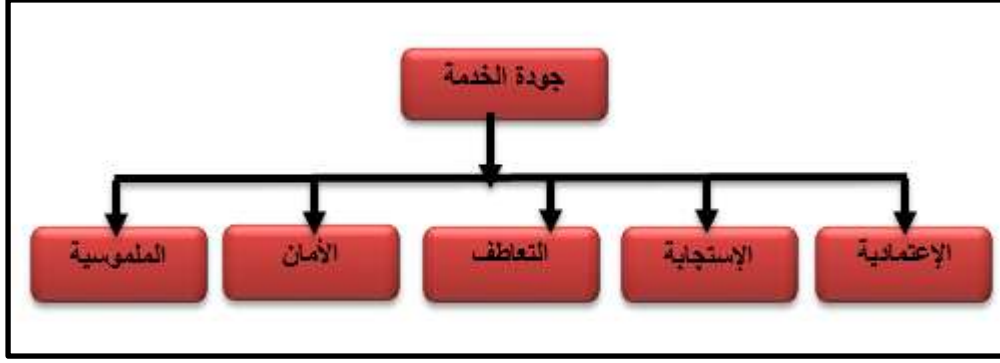 جودة الخدمة
الإعتمادية
الإستجابة
التعاطف
الأمان
الملموسية